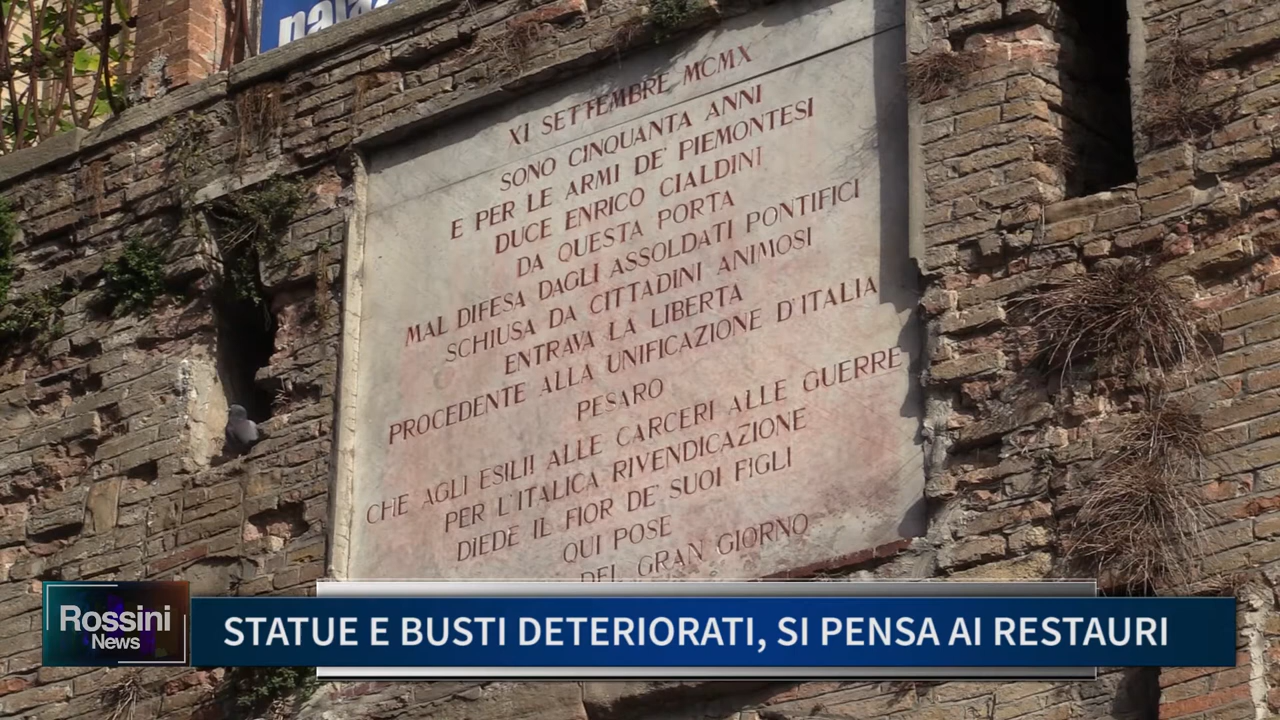 XI SETTEMBRE MCMX
SONO CINQUANTA ANNI
E PER LE ARMI DE' PIEMONTESI
DUCE ENRICO CIALDINI
DA QUESTA PORTA
MAL DIFESA DAGLI ASSOLDATI PONTIFICI
SCHIUSA DA CITTADINI ANIMOSI
ENTRAVA LA LIBERTA
PROCEDENTE ALLA UNIFICAZIONE D'ITALIA
PESARO
CHE AGLI ESILII ALLE CARCERI ALLE GUERRE
PER L'ITALICA RIVENDICAZIONE
DIEDE IL FIOR DE' SUOI FIGLI
QUI POSE
DEL GRAN GIORNO
Rossini
News
STATUE E BUSTI DETERIORATI, SI PENSA AI RESTAURI